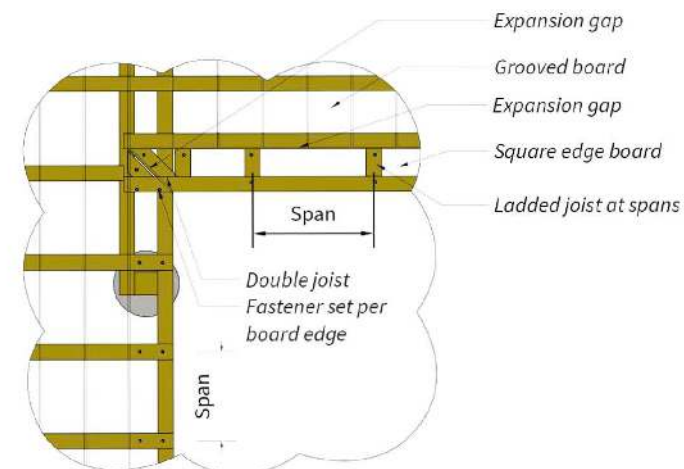 Expansion gap
Grooved board
Expansion gap
Square edge board
Ladded joist at spans
Span
Double joist
Fastener set per
board edge
Span